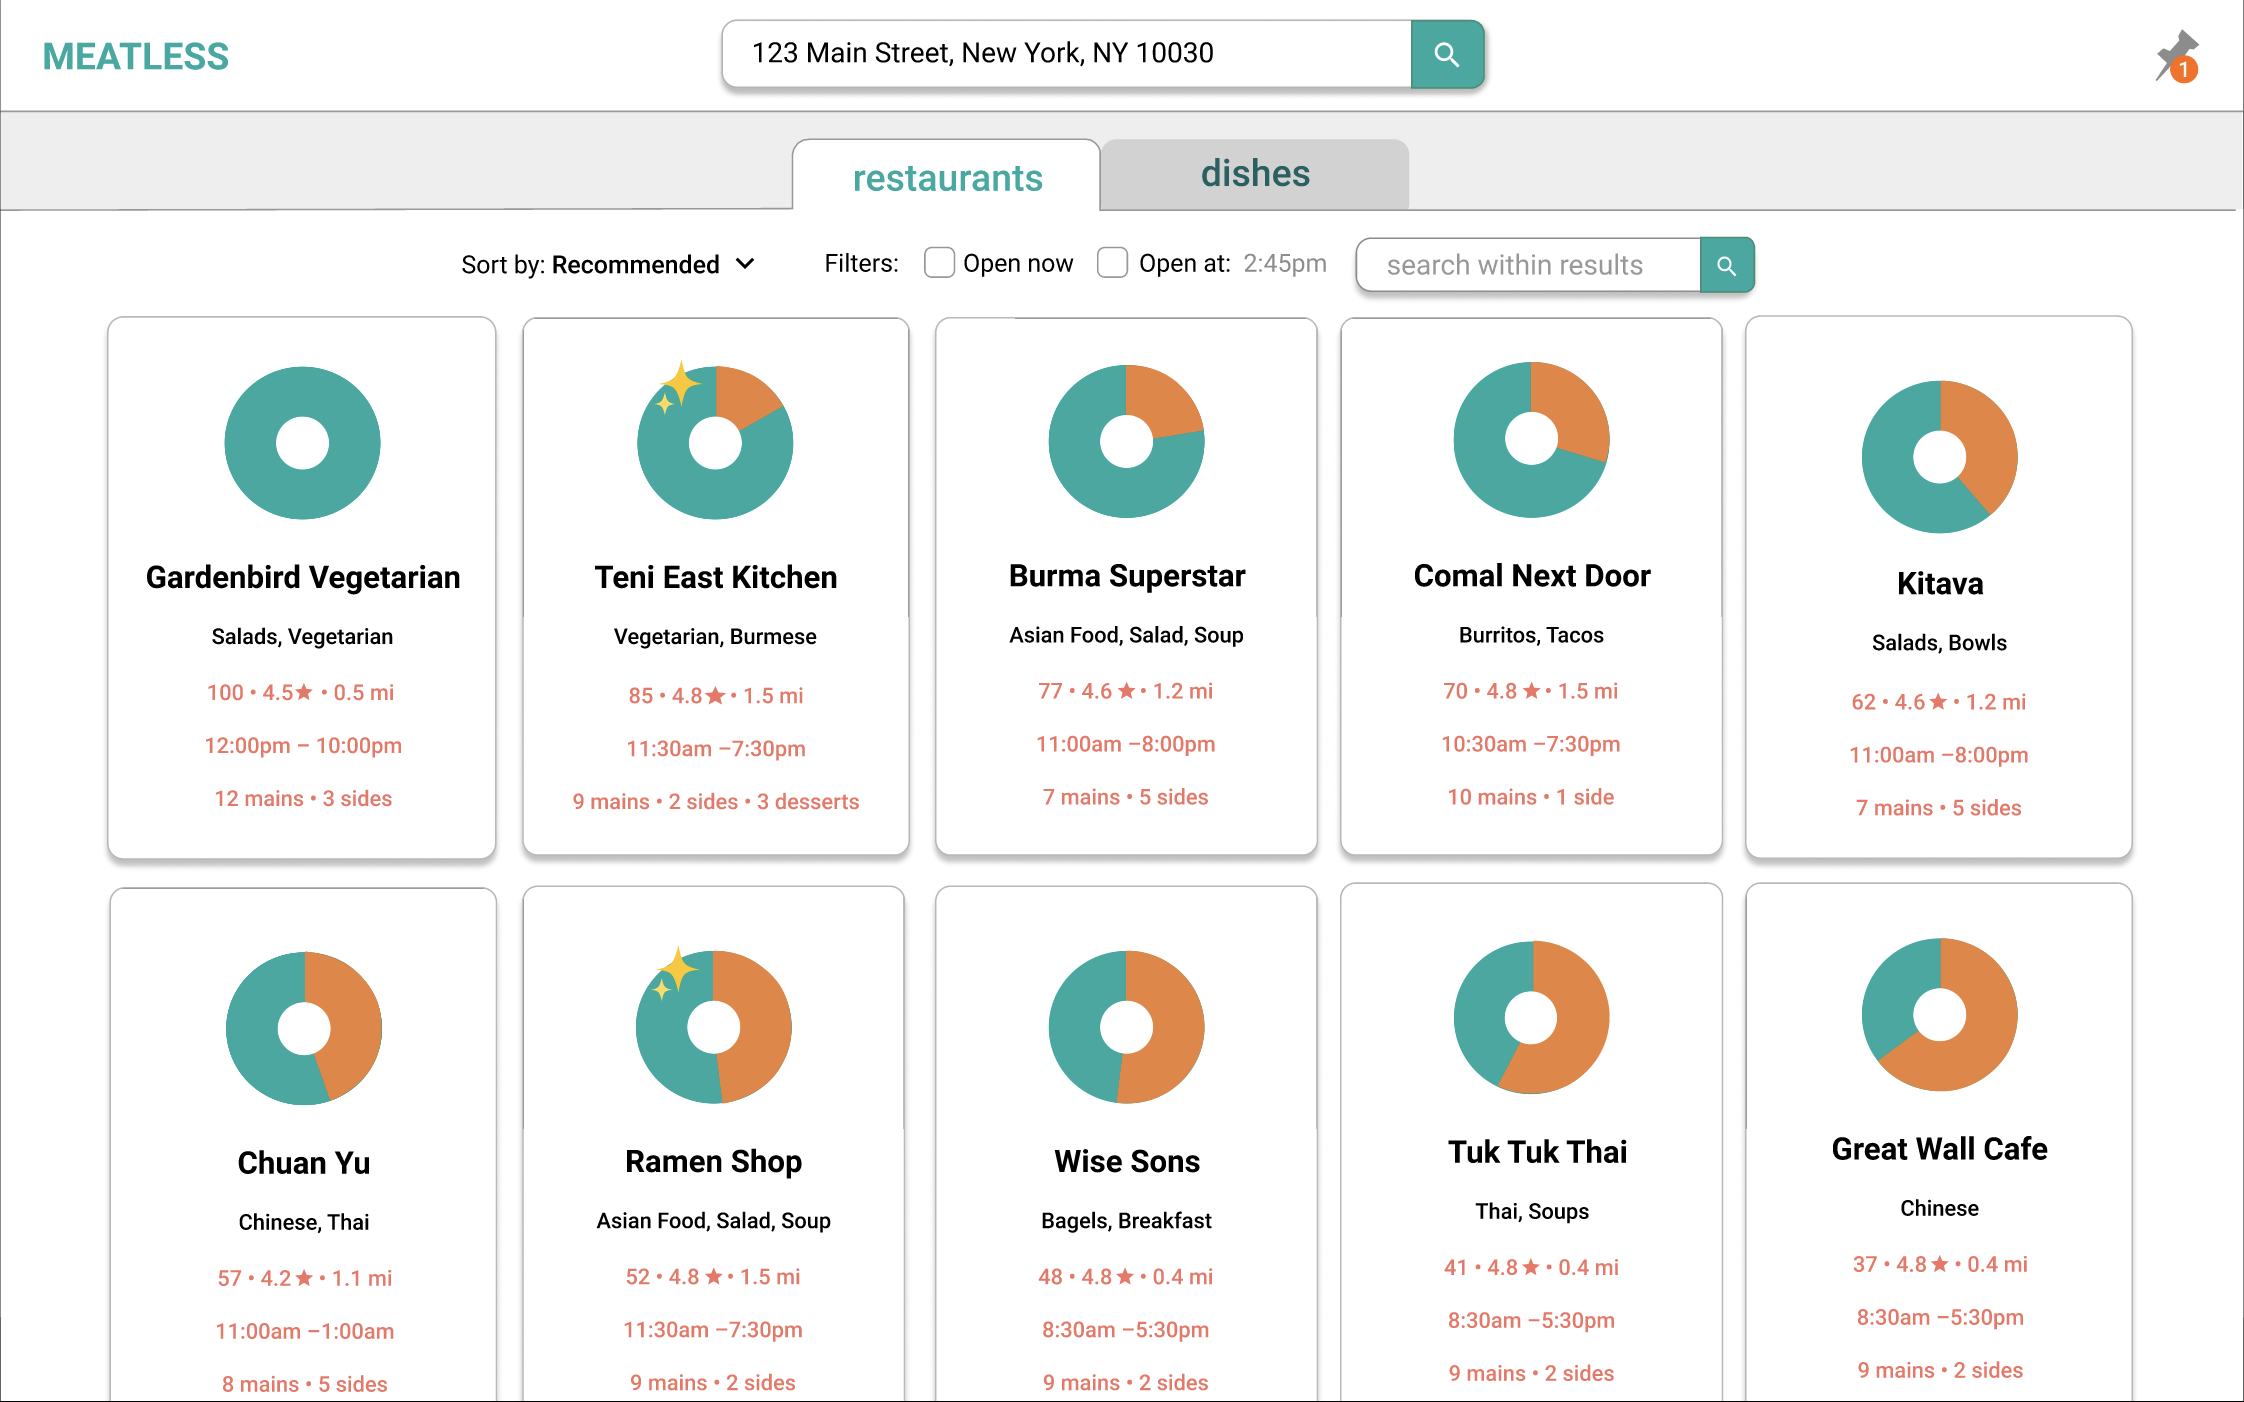 MEATLESS
123 Main Street, New York, NY 10030
1
restaurants
dishes
Sort by: Recommended
Filters:
Open now
Open at: 2:45pm
search within results
Gardenbird Vegetarian
Salads, Vegetarian
100 • 4.5★ • 0.5 mi
12:00pm – 10:00pm
12 mains • 3 sides
Teni East Kitchen
Vegetarian, Burmese
85 • 4.8★ • 1.5 mi
11:30am –7:30pm
9 mains • 2 sides • 3 desserts
Burma Superstar
Asian Food, Salad, Soup
77 • 4.6 ★ • 1.2 mi
11:00am –8:00pm
7 mains • 5 sides
Comal Next Door
Burritos, Tacos
70 • 4.8 ★ • 1.5 mi
10:30am –7:30pm
10 mains • 1 side
Kitava
Salads, Bowls
62 • 4.6 ★ • 1.2 mi
11:00am –8:00pm
7 mains • 5 sides
Chuan Yu
Chinese, Thai
57 • 4.2 ★ • 1.1 mi
11:00am –1:00am
8 mains • 5 sides
Ramen Shop
Asian Food, Salad, Soup
52 • 4.8 ★ • 1.5 mi
11:30am –7:30pm
9 mains • 2 sides
Wise Sons
Bagels, Breakfast
48 • 4.8 ★ • 0.4 mi
8:30am –5:30pm
9 mains • 2 sides
Tuk Tuk Thai
Thai, Soups
41 • 4.8 ★ • 0.4 mi
8:30am –5:30pm
9 mains • 2 sides
Great Wall Cafe
Chinese
37 • 4.8 ★ • 0.4 mi
8:30am –5:30pm
9 mains • 2 sides